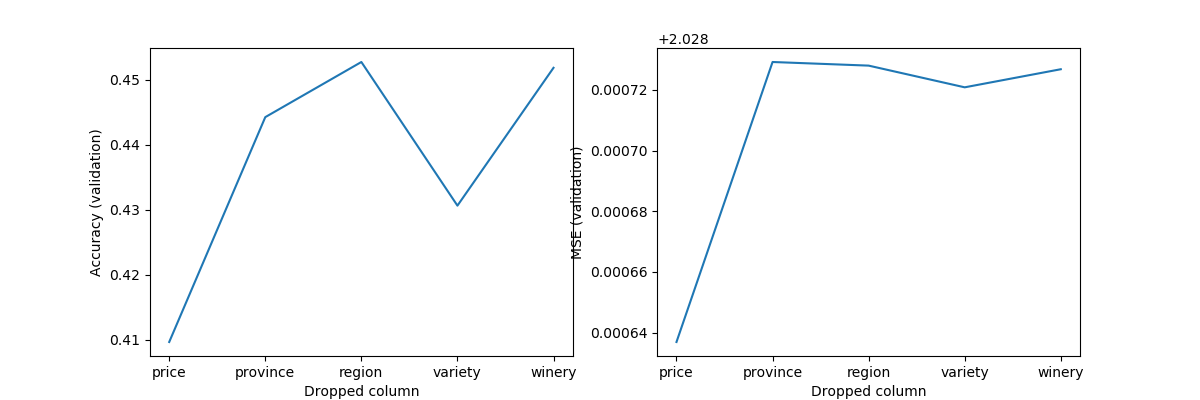 Accuracy (validation)
0.45
0.44
0.43
0.42
0.41
price province region variety winery
Dropped column
+2.028
MSE (validation)
0.00072
0.00070
0.00068
0.00066
0.00064
price province region variety winery
Dropped column